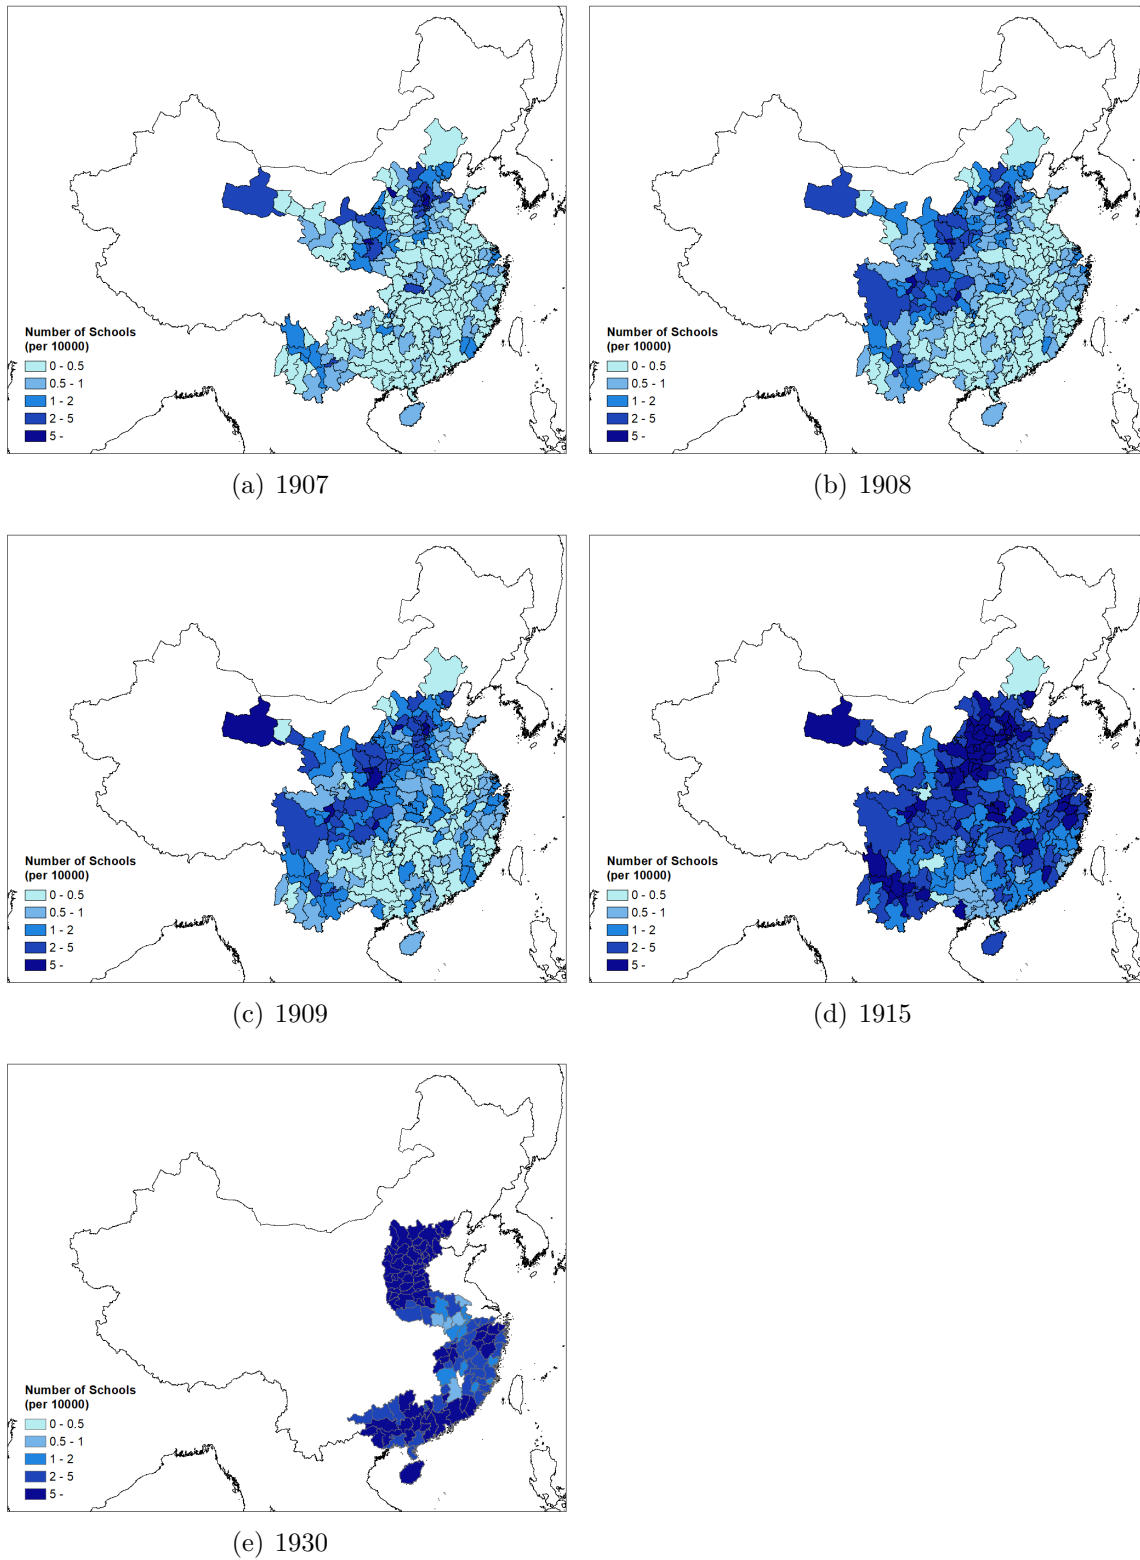 Number of Schools
(per 10000)
0 - 0.5
0.5 - 1
1 - 2
2 - 5
5 -
(a) 1907
Number of Schools
(per 10000)
0 - 0.5
0.5 - 1
1 - 2
2 - 5
5 -
(b) 1908
Number of Schools
(per 10000)
0 - 0.5
0.5 - 1
1 - 2
2 - 5
5 -
(c) 1909
Number of Schools
(per 10000)
0 - 0.5
0.5 - 1
1 - 2
2 - 5
5 -
(d) 1915
Number of Schools
(per 10000)
0 - 0.5
0.5 - 1
1 - 2
2 - 5
5 -
(e) 1930